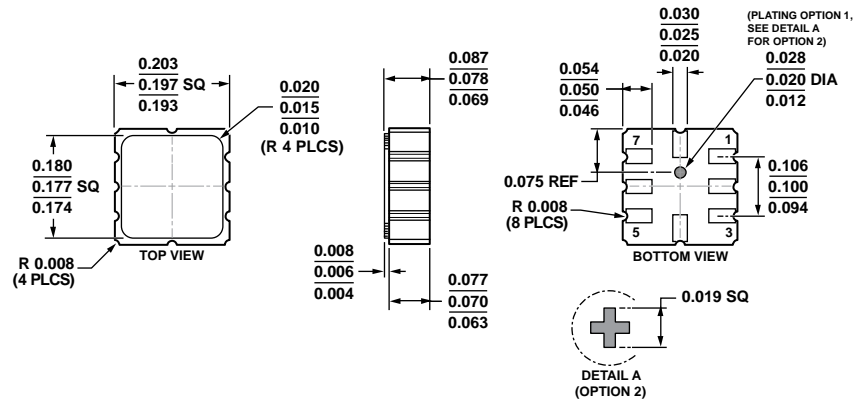 0.203
0.197 SQ
0.193
0.020
0.015
0.010
(R 4 PLCS)
0.180
0.177 SQ
0.174
R 0.008
(4 PLCS)
TOP VIEW
0.087
0.078
0.069
0.008
0.006
0.004
0.077
0.070
0.063
0.030
0.025
0.020
(PLATING OPTION 1,
SEE DETAIL A
FOR OPTION 2)
0.054
0.050
0.046
0.028
0.020 DIA
0.012
7
1
0.075 REF
0.106
0.100
0.094
R 0.008
(8 PLCS)
5
3
BOTTOM VIEW
0.019 SQ
DETAIL A
(OPTION 2)